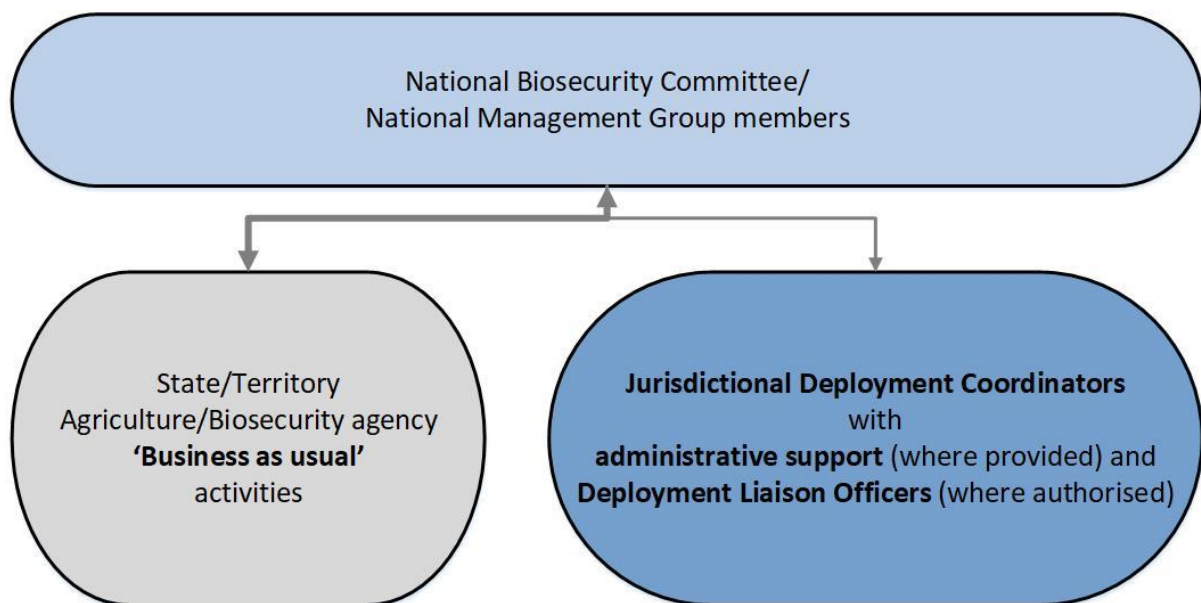 National Biosecurity Committee/
National Management Group members
State/Territory
Agriculture/Biosecurity agency
‘Business as usual’
activities
Jurisdictional Deployment Coordinators
with
administrative support (where provided) and
Deployment Liaison Officers (where authorised)